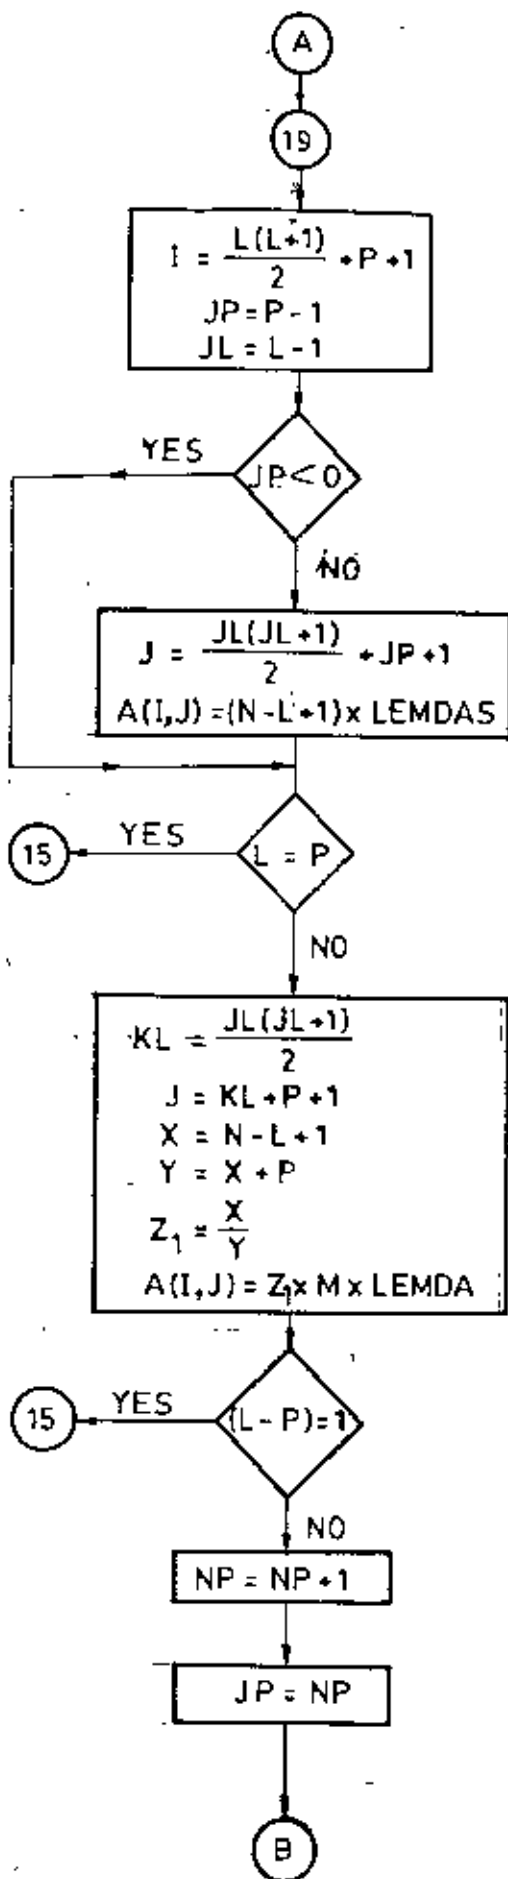 A
19
I = L(L+1)/2 + P + 1
JP = P - 1
JL = L - 1
YES
JP < 0
NO
J = JL(JL+1)/2 + JP + 1
A(I,J) = (N - L + 1) x LEMDAS
YES
15
L = P
NO
KL = JL(JL+1)/2
J = KL + P + 1
X = N - L + 1
Y = X + P
Z1 = X/Y
A(I,J) = Z1 x M x LEMDA
YES
15
(L - P) = 1
NO
NP = NP + 1
JP = NP
B